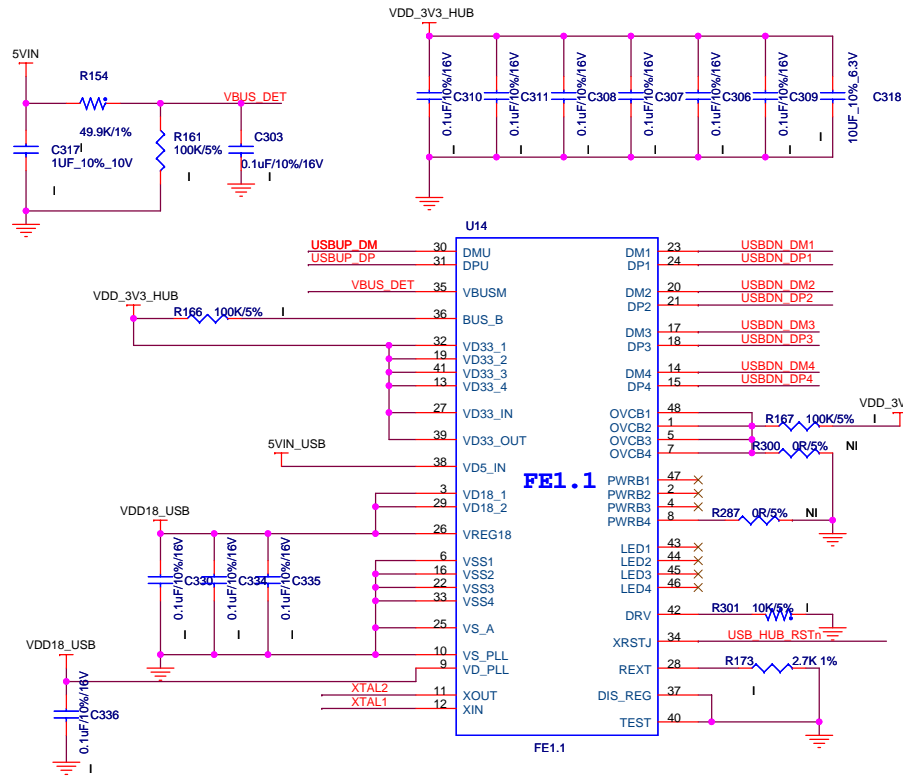 VDD_3V3_HUB
5VIN
R154
VBUS_DET
49.9K/1%
I
C317
1UF_10%_10V
I
R161
100K/5%
I
C303
0.1uF/10%/16V
I
0.1uF/10%/16V
C310
I
0.1uF/10%/16V
C311
I
0.1uF/10%/16V
C308
I
0.1uF/10%/16V
C307
I
0.1uF/10%/16V
C306
I
0.1uF/10%/16V
C309
I
10UF_10%_6.3V
C318
U14
USBUP_DM 30 DMU
USBUP_DP 31 DPU
VBUS_DET 35 VBUSM
VDD_3V3_HUB
R166 100K/5% I 36 BUS_B
32 VD33_1
19 VD33_2
41 VD33_3
13 VD33_4
27 VD33_IN
39 VD33_OUT
5VIN_USB
38 VD5_IN
3 VD18_1
29 VD18_2
VDD18_USB
26 VREG18
6 VSS1
16 VSS2
22 VSS3
33 VSS4
25 VS_A
10 VS_PLL
9 VD_PLL
XTAL2 11 XOUT
XTAL1 12 XIN
0.1uF/10%/16V
C330
I
0.1uF/10%/16V
C334
I
0.1uF/10%/16V
C335
I
VDD18_USB
0.1uF/10%/16V
C336
I
FE1.1
DM1 23 USBDN_DM1
DP1 24 USBDN_DP1
DM2 20 USBDN_DM2
DP2 21 USBDN_DP2
DM3 17 USBDN_DM3
DP3 18 USBDN_DP3
DM4 14 USBDN_DM4
DP4 15 USBDN_DP4
OVCB1 48
OVCB2 1
OVCB3 5
OVCB4 7
R167 100K/5% I VDD_3V
R300 0R/5% NI
PWRB1 47
PWRB2 2
PWRB3 4
PWRB4 8
R287 0R/5% NI
LED1 43
LED2 44
LED3 45
LED4 46
DRV 42 R301 10K/5% I
XRSTJ 34 USB_HUB_RSTn
REXT 28 R173 2.7K 1%
I
DIS_REG 37
TEST 40
FE1.1